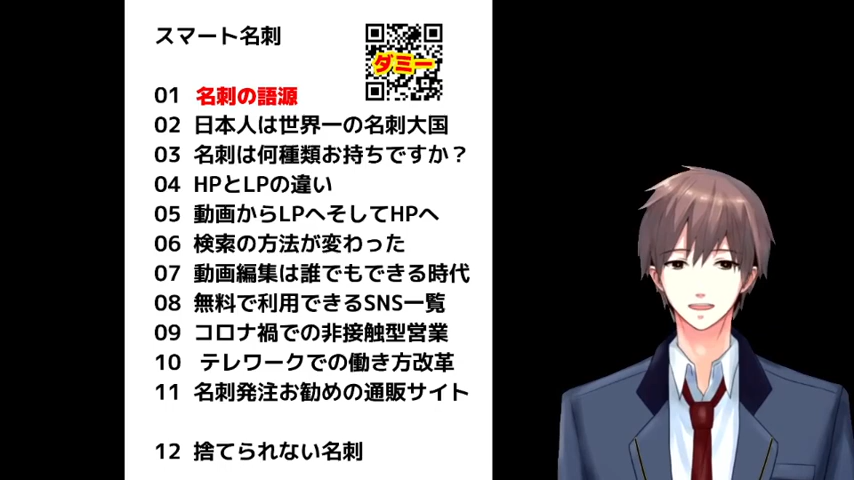 スマート名刺
ダミー
01 名刺の語源
02 日本人は世界一の名刺大国
03 名刺は何種類お持ちですか？
04 HPとLPの違い
05 動画からLPへそしてHPへ
06 検索の方法が変わった
07 動画編集は誰でもできる時代
08 無料で利用できるSNS一覧
09 コロナ禍での非接触型営業
10 テレワークでの働き方改革
11 名刺発注お勧めの通販サイト
12 捨てられない名刺